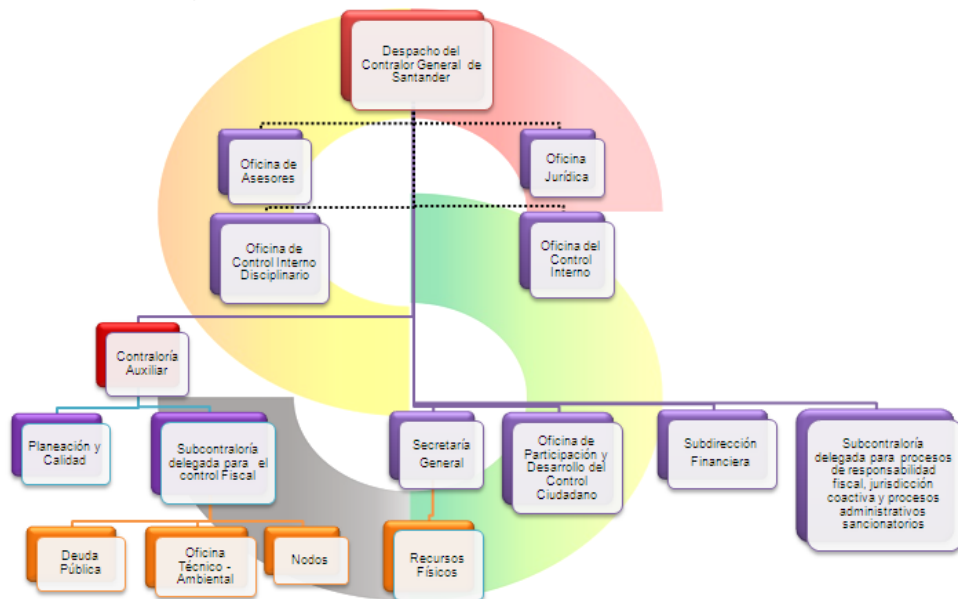 Despacho del
Contralor General de
Santander
Oficina de
Asesores
Oficina
Jurídica
Oficina de
Control Interno
Disciplinario
Oficina del
Control
Interno
Contraloría
Auxiliar
Planeación y
Calidad
Subcontraloría
delegada para el
control Fiscal
Secretaría
General
Oficina de
Participación y
Desarrollo del
Control
Ciudadano
Subdirección
Financiera
Subcontraloría
delegada para procesos
de responsabilidad
fiscal, jurisdicción
coactiva y procesos
administrativos
sancionatorios
Deuda
Pública
Oficina
Técnico -
Ambiental
Nodos
Recursos
Físicos